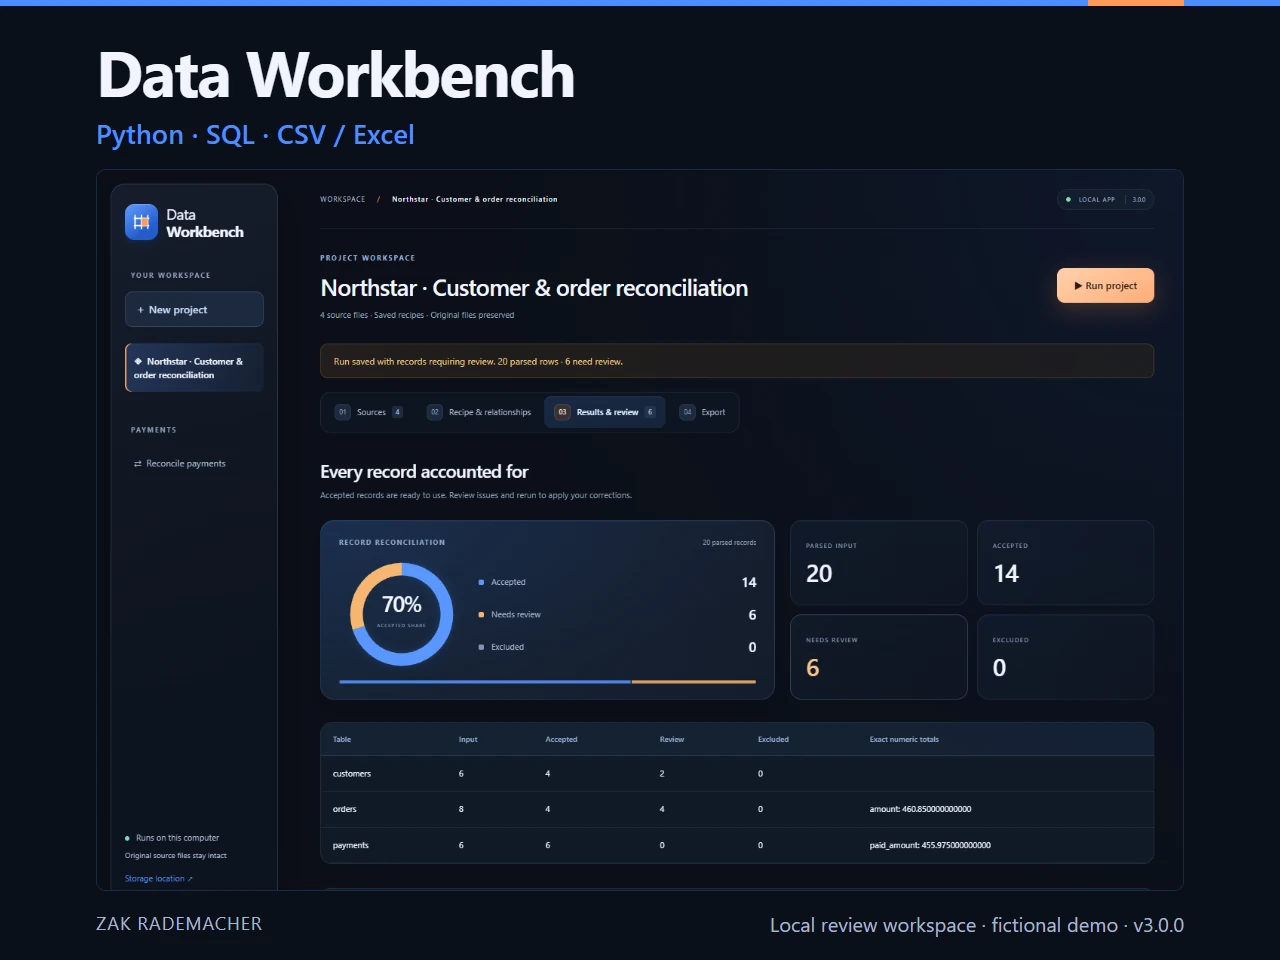 Data Workbench
Python · SQL · CSV / Excel
Data
Workbench
YOUR WORKSPACE
+ New project
◆ Northstar · Customer &
order reconciliation
PAYMENTS
⇄ Reconcile payments
Runs on this computer
Original source files stay intact
Storage location ↗
WORKSPACE / Northstar · Customer & order reconciliation
LOCAL APP 3.0.0
PROJECT WORKSPACE
Northstar · Customer & order reconciliation
▶ Run project
4 source files · Saved recipes · Original files preserved
Run saved with records requiring review. 20 parsed rows · 6 need review.
01 Sources 4 02 Recipe & relationships 03 Results & review 6 04 Export
Every record accounted for
Accepted records are ready to use. Review issues and rerun to apply your corrections.
RECORD RECONCILIATION 20 parsed records
70%
ACCEPTED SHARE
Accepted 14
Needs review 6
Excluded 0
PARSED INPUT
20
ACCEPTED
14
NEEDS REVIEW
6
EXCLUDED
0
Table Input Accepted Review Excluded Exact numeric totals
customers 6 4 2 0
orders 8 4 4 0 amount: 460.850000000000
payments 6 6 0 0 paid_amount: 455.975000000000
ZAK RADEMACHER
Local review workspace · fictional demo · v3.0.0